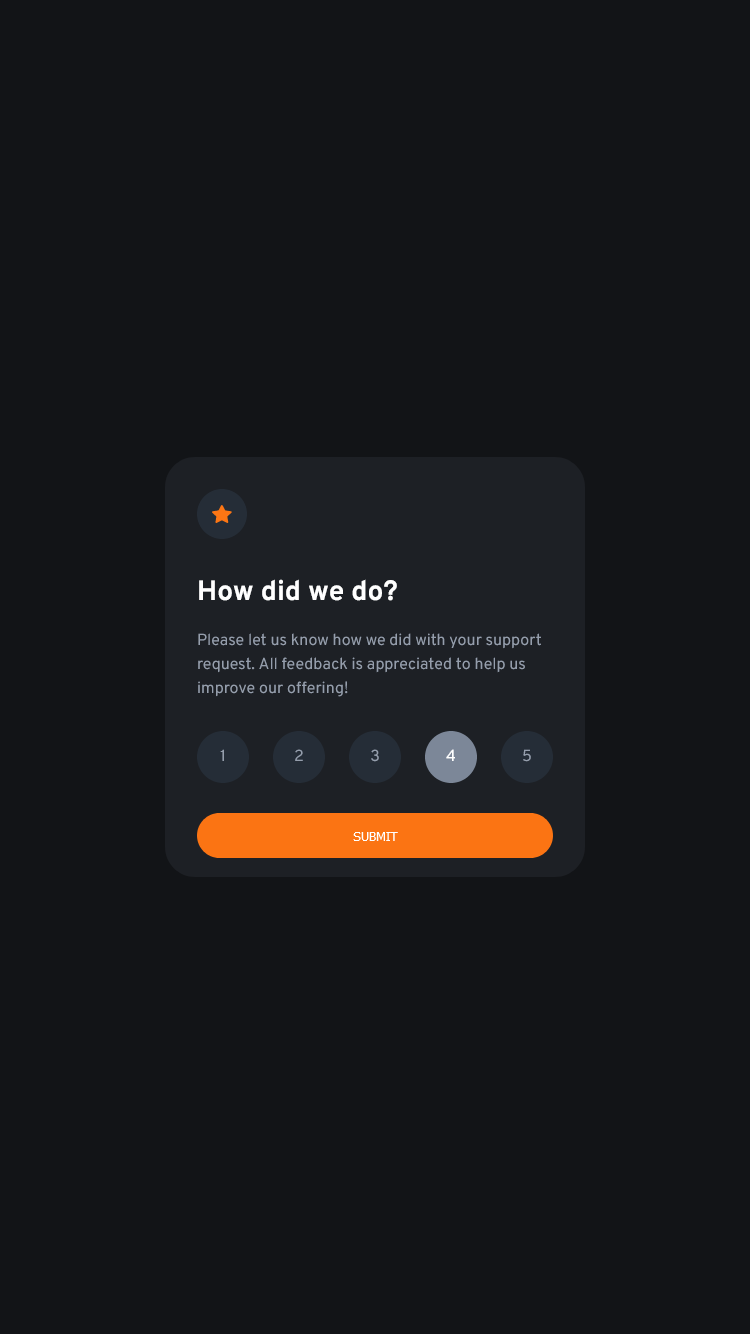 How did we do?
Please let us know how we did with your support
request. All feedback is appreciated to help us
improve our offering!
1 2 3 4 5
SUBMIT